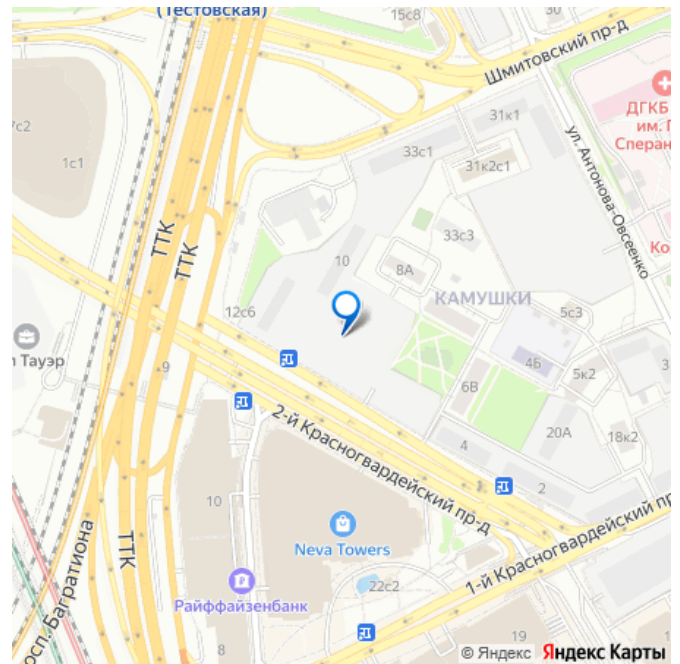 (Тестовская)
15с8
Шмитовский пр-д
7с2
1с1
31к1
33с1
31к2с1
ДГКБ
им. Г
Сперан
ул. Антонова-Овсеенко
ТТК
ТТК
33с3
10
8А
Ко
КАМУШКИ
12с6
5с3
л Тауэр
9
4Б
5к2
3
6В
2-й Красногвардейский пр-д
4
20А
18к2
2
10
Neva Towers
1-й Красногвардейский пр
ТТК
росп. Багратиона
Райффайзенбанк
22с2
8
19
© Яндекс Яндекс Карты